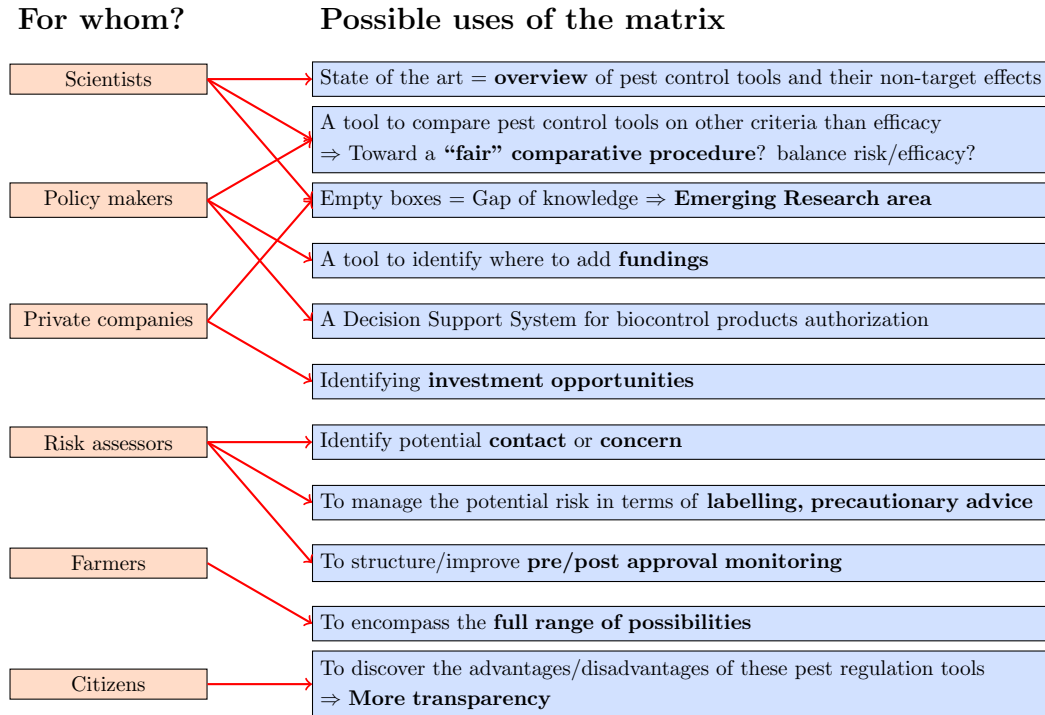 For whom?
Possible uses of the matrix
Scientists
State of the art = overview of pest control tools and their non-target effects
A tool to compare pest control tools on other criteria than efficacy
⇒ Toward a “fair” comparative procedure? balance risk/efficacy?
Policy makers
Empty boxes = Gap of knowledge ⇒ Emerging Research area
A tool to identify where to add fundings
Private companies
A Decision Support System for biocontrol products authorization
Identifying investment opportunities
Risk assessors
Identify potential contact or concern
To manage the potential risk in terms of labelling, precautionary advice
Farmers
To structure/improve pre/post approval monitoring
To encompass the full range of possibilities
Citizens
To discover the advantages/disadvantages of these pest regulation tools
⇒ More transparency